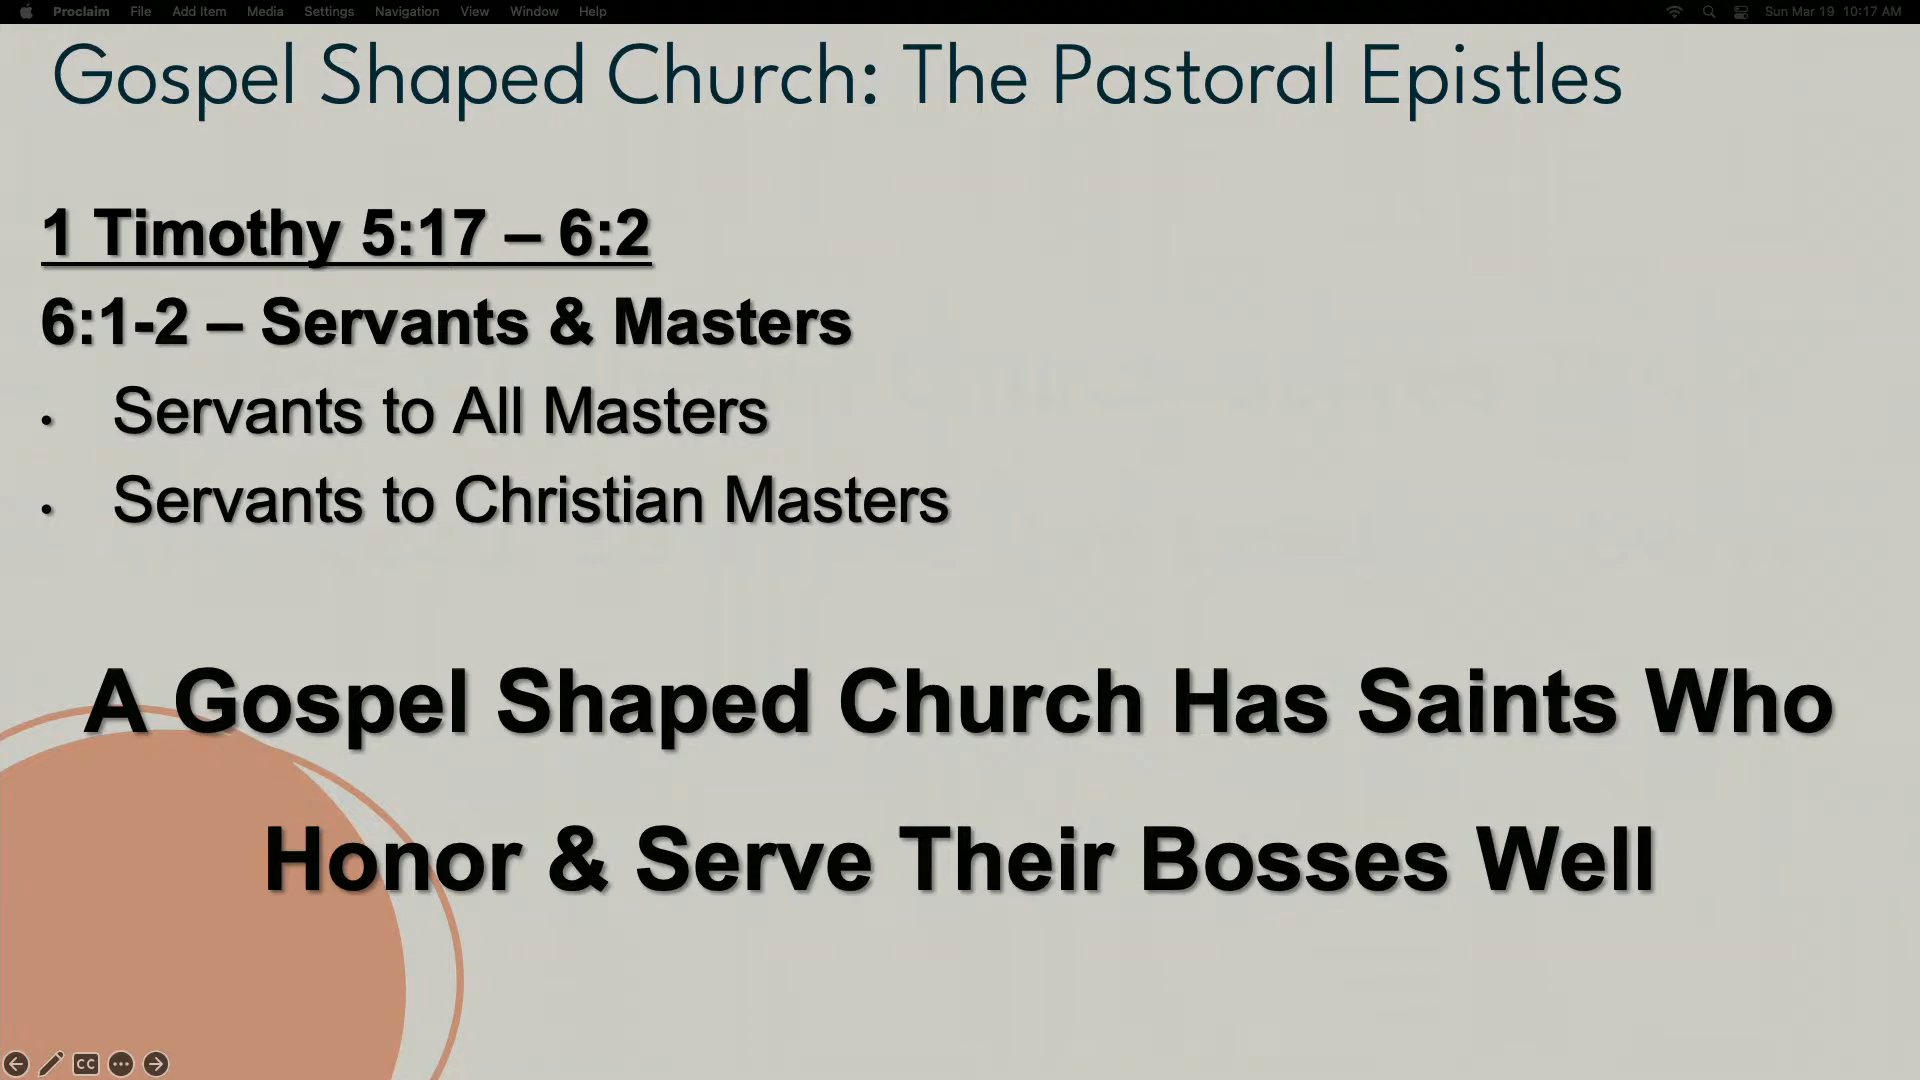 Proclaim File Add Item Media Settings Navigation View Window Help Sun Mar 19 10:17 AM
Gospel Shaped Church: The Pastoral Epistles
1 Timothy 5:17 – 6:2
6:1-2 – Servants & Masters
• Servants to All Masters
• Servants to Christian Masters
A Gospel Shaped Church Has Saints Who
Honor & Serve Their Bosses Well
CC